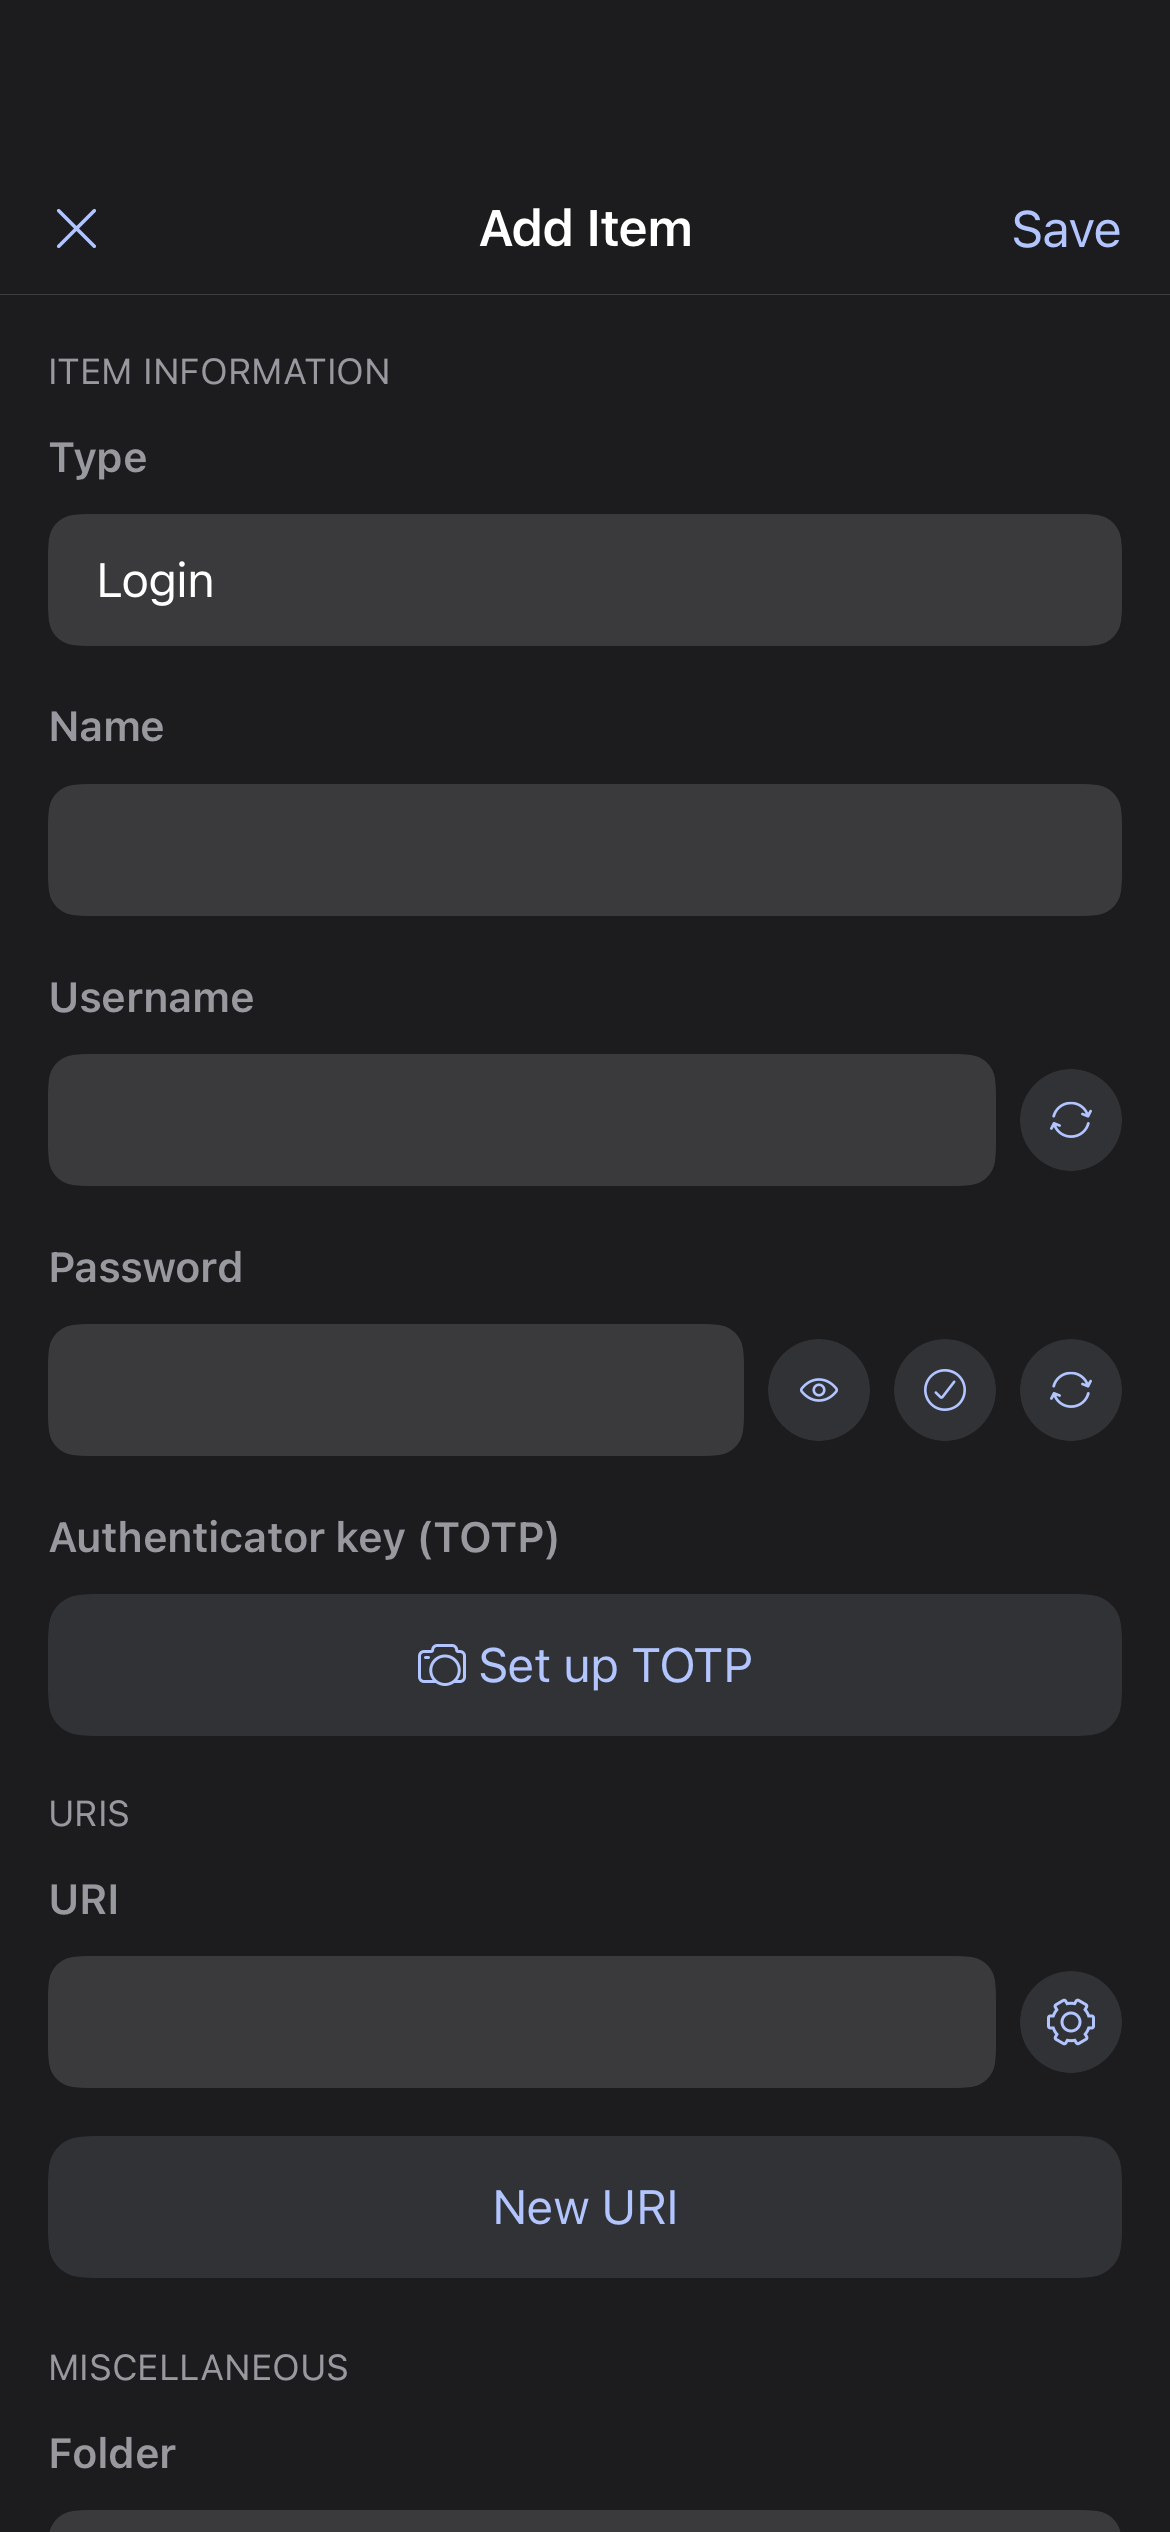 Add Item
Save
ITEM INFORMATION
Type
Login
Name
Username
Password
Authenticator key (TOTP)
Set up TOTP
URIS
URI
New URI
MISCELLANEOUS
Folder